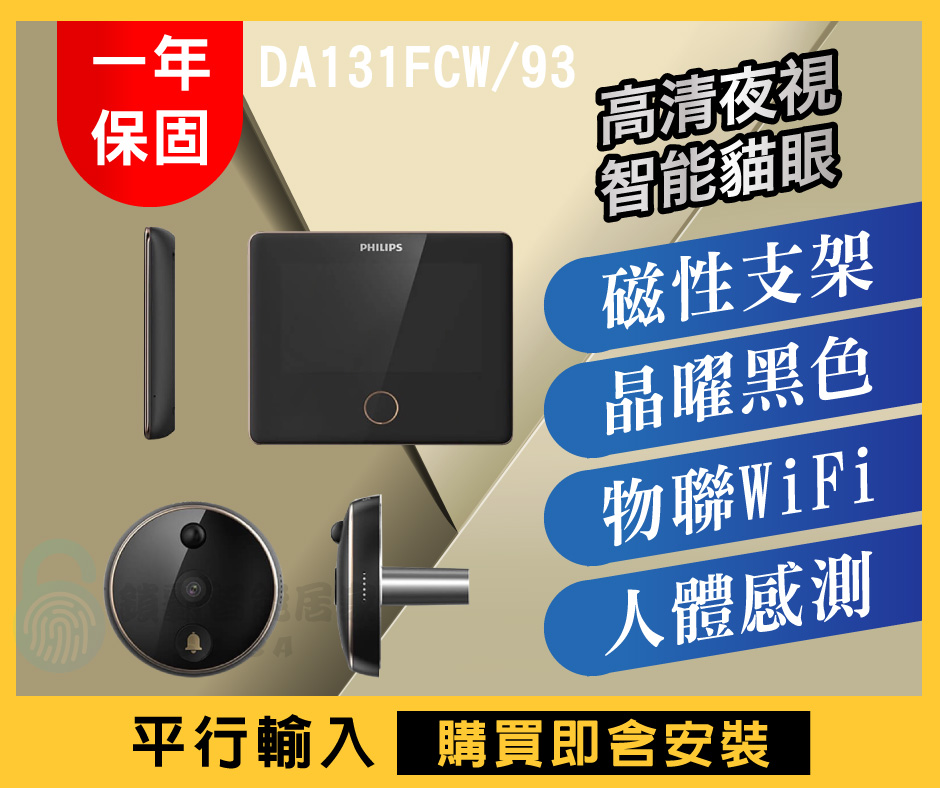 一年
保固
DA131FCW/93
高清夜視
智能貓眼
PHILIPS
磁性支架
晶曜黑色
物聯WiFi
人體感測
平行輸入
購買即含安裝